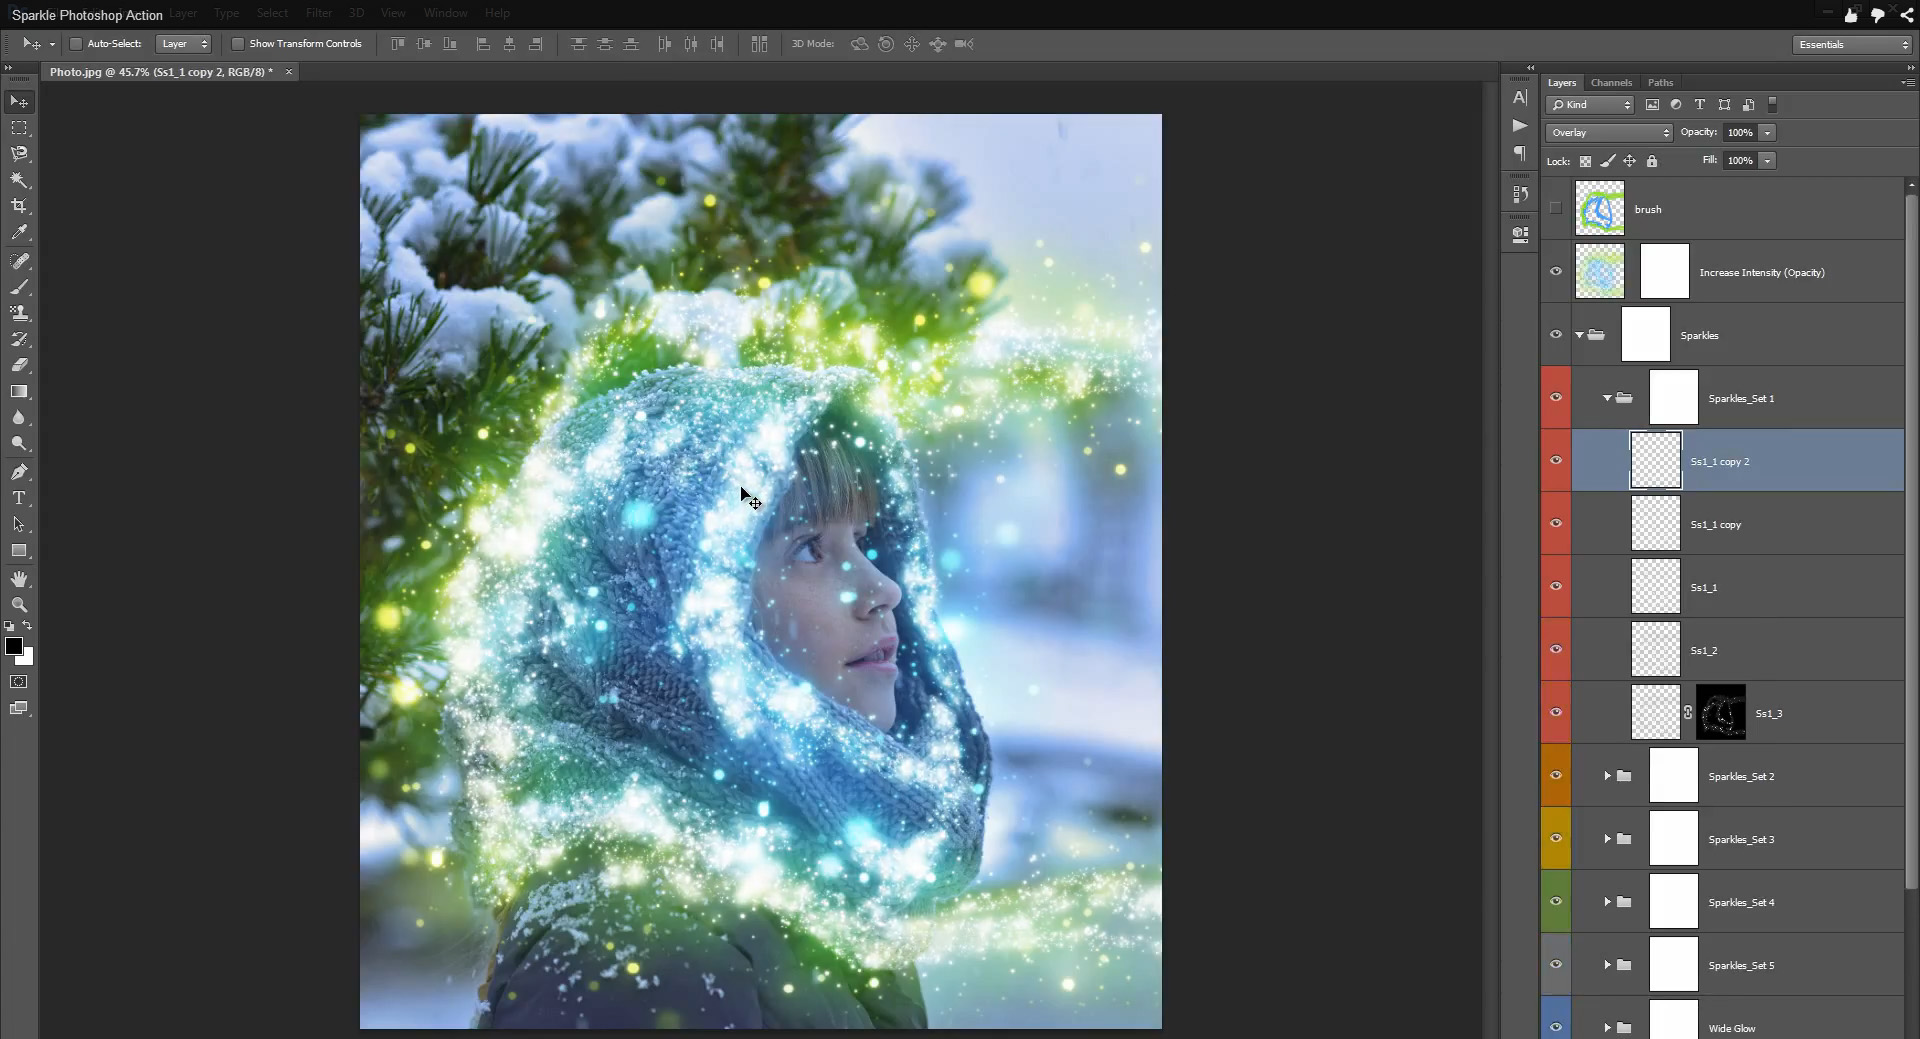 Sparkle Photoshop Action
Layer Type Select Filter 3D View Window Help
Auto-Select: Layer Show Transform Controls 3D Mode: Essentials
Photo.jpg @ 45.7% (Ss1_1 copy 2, RGB/8) * ×
Layers Channels Paths
Kind
Overlay Opacity: 100%
Lock: Fill: 100%
brush
Increase Intensity (Opacity)
Sparkles
Sparkles_Set 1
Ss1_1 copy 2
Ss1_1 copy
Ss1_1
Ss1_2
Ss1_3
Sparkles_Set 2
Sparkles_Set 3
Sparkles_Set 4
Sparkles_Set 5
Wide Glow